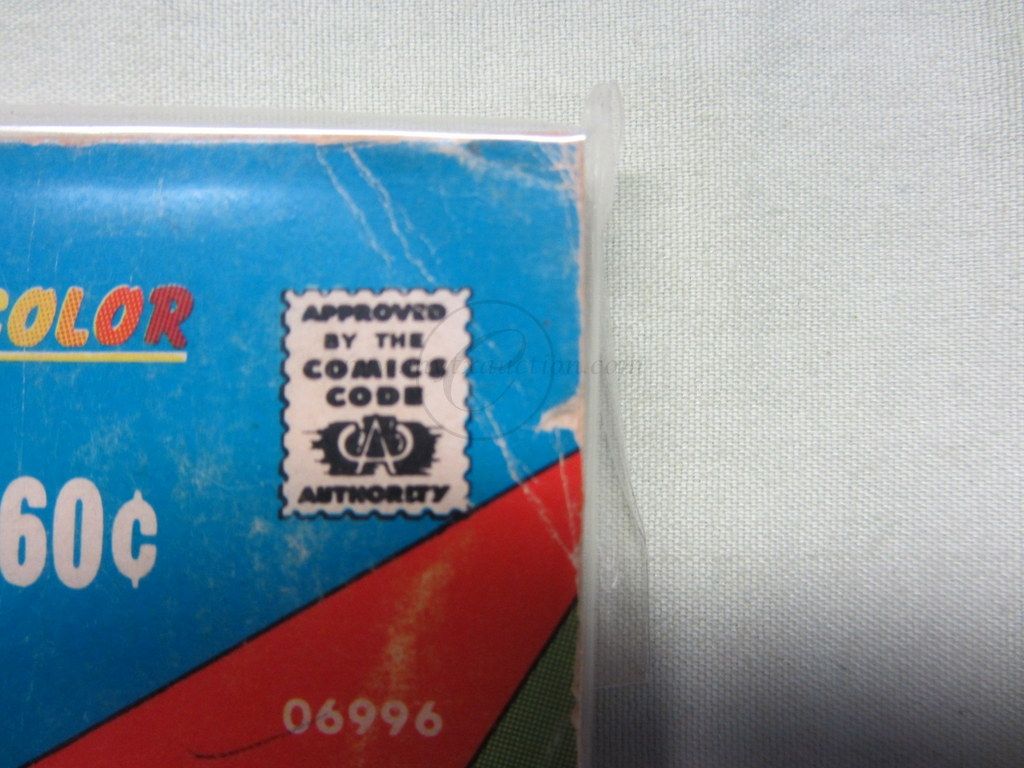 COLOR
APPROVED
BY THE
COMICS
CODE
AUTHORITY
60¢
06996